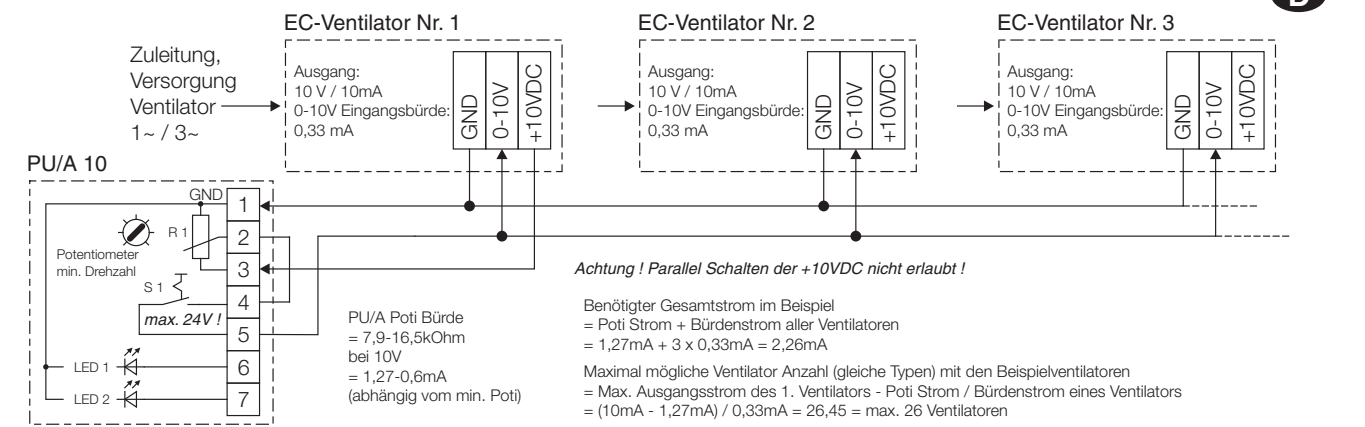 D
EC-Ventilator Nr. 1
EC-Ventilator Nr. 2
EC-Ventilator Nr. 3
Zuleitung,
Versorgung
Ventilator
1~ / 3~
Ausgang:
10 V / 10mA
0-10V Eingangsbürde:
0,33 mA
GND
0-10V
+10VDC
Ausgang:
10 V / 10mA
0-10V Eingangsbürde:
0,33 mA
GND
0-10V
+10VDC
Ausgang:
10 V / 10mA
0-10V Eingangsbürde:
0,33 mA
GND
0-10V
+10VDC
PU/A 10
GND
1
2
3
4
5
6
7
R 1
Potentiometer
min. Drehzahl
S 1
max. 24V !
LED 1
LED 2
PU/A Poti Bürde
= 7,9-16,5kOhm
bei 10V
= 1,27-0,6mA
(abhängig vom min. Poti)
Achtung ! Parallel Schalten der +10VDC nicht erlaubt !
Benötigter Gesamtstrom im Beispiel
= Poti Strom + Bürdenstrom aller Ventilatoren
= 1,27mA + 3 x 0,33mA = 2,26mA
Maximal mögliche Ventilator Anzahl (gleiche Typen) mit den Beispielventilatoren
= Max. Ausgangsstrom des 1. Ventilators - Poti Strom / Bürdenstrom eines Ventilators
= (10mA - 1,27mA) / 0,33mA = 26,45 = max. 26 Ventilatoren